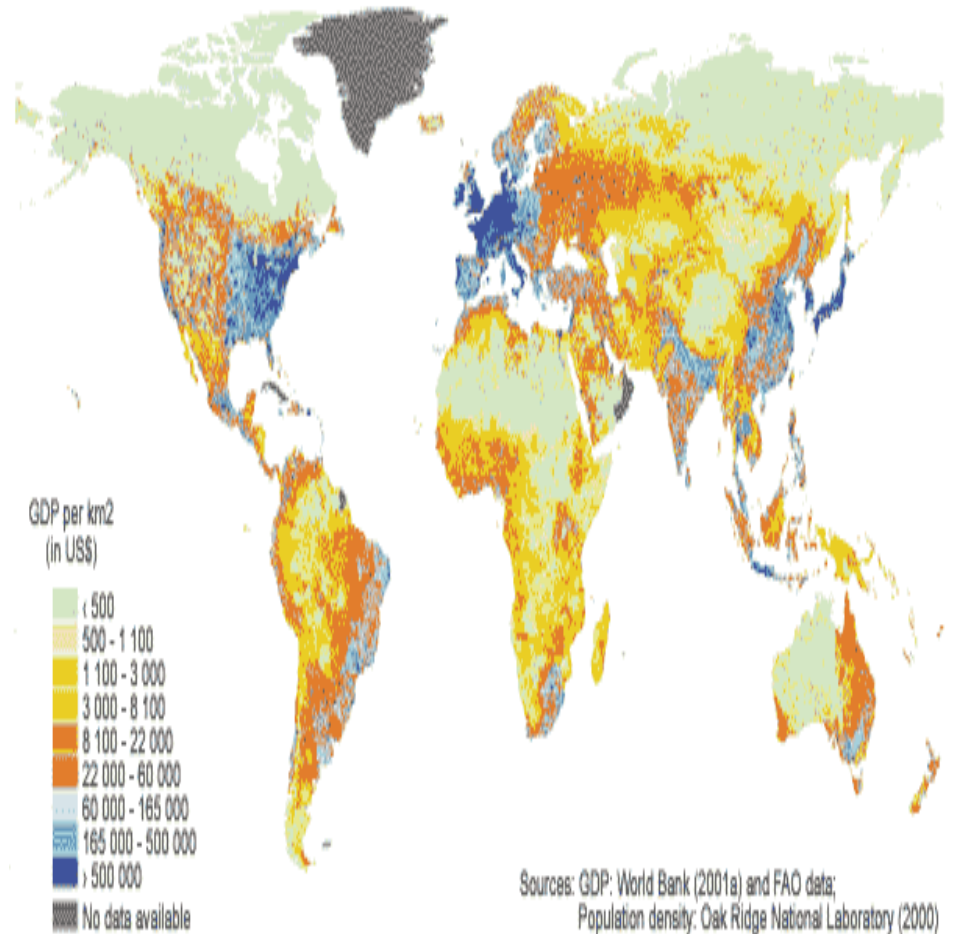 GDP per km2
(in US$)
< 500
500 - 1 100
1 100 - 3 000
3 000 - 8 100
8 100 - 22 000
22 000 - 60 000
60 000 - 165 000
165 000 - 500 000
> 500 000
No data available
Sources: GDP: World Bank (2001a) and FAO data;
Population density: Oak Ridge National Laboratory (2000)